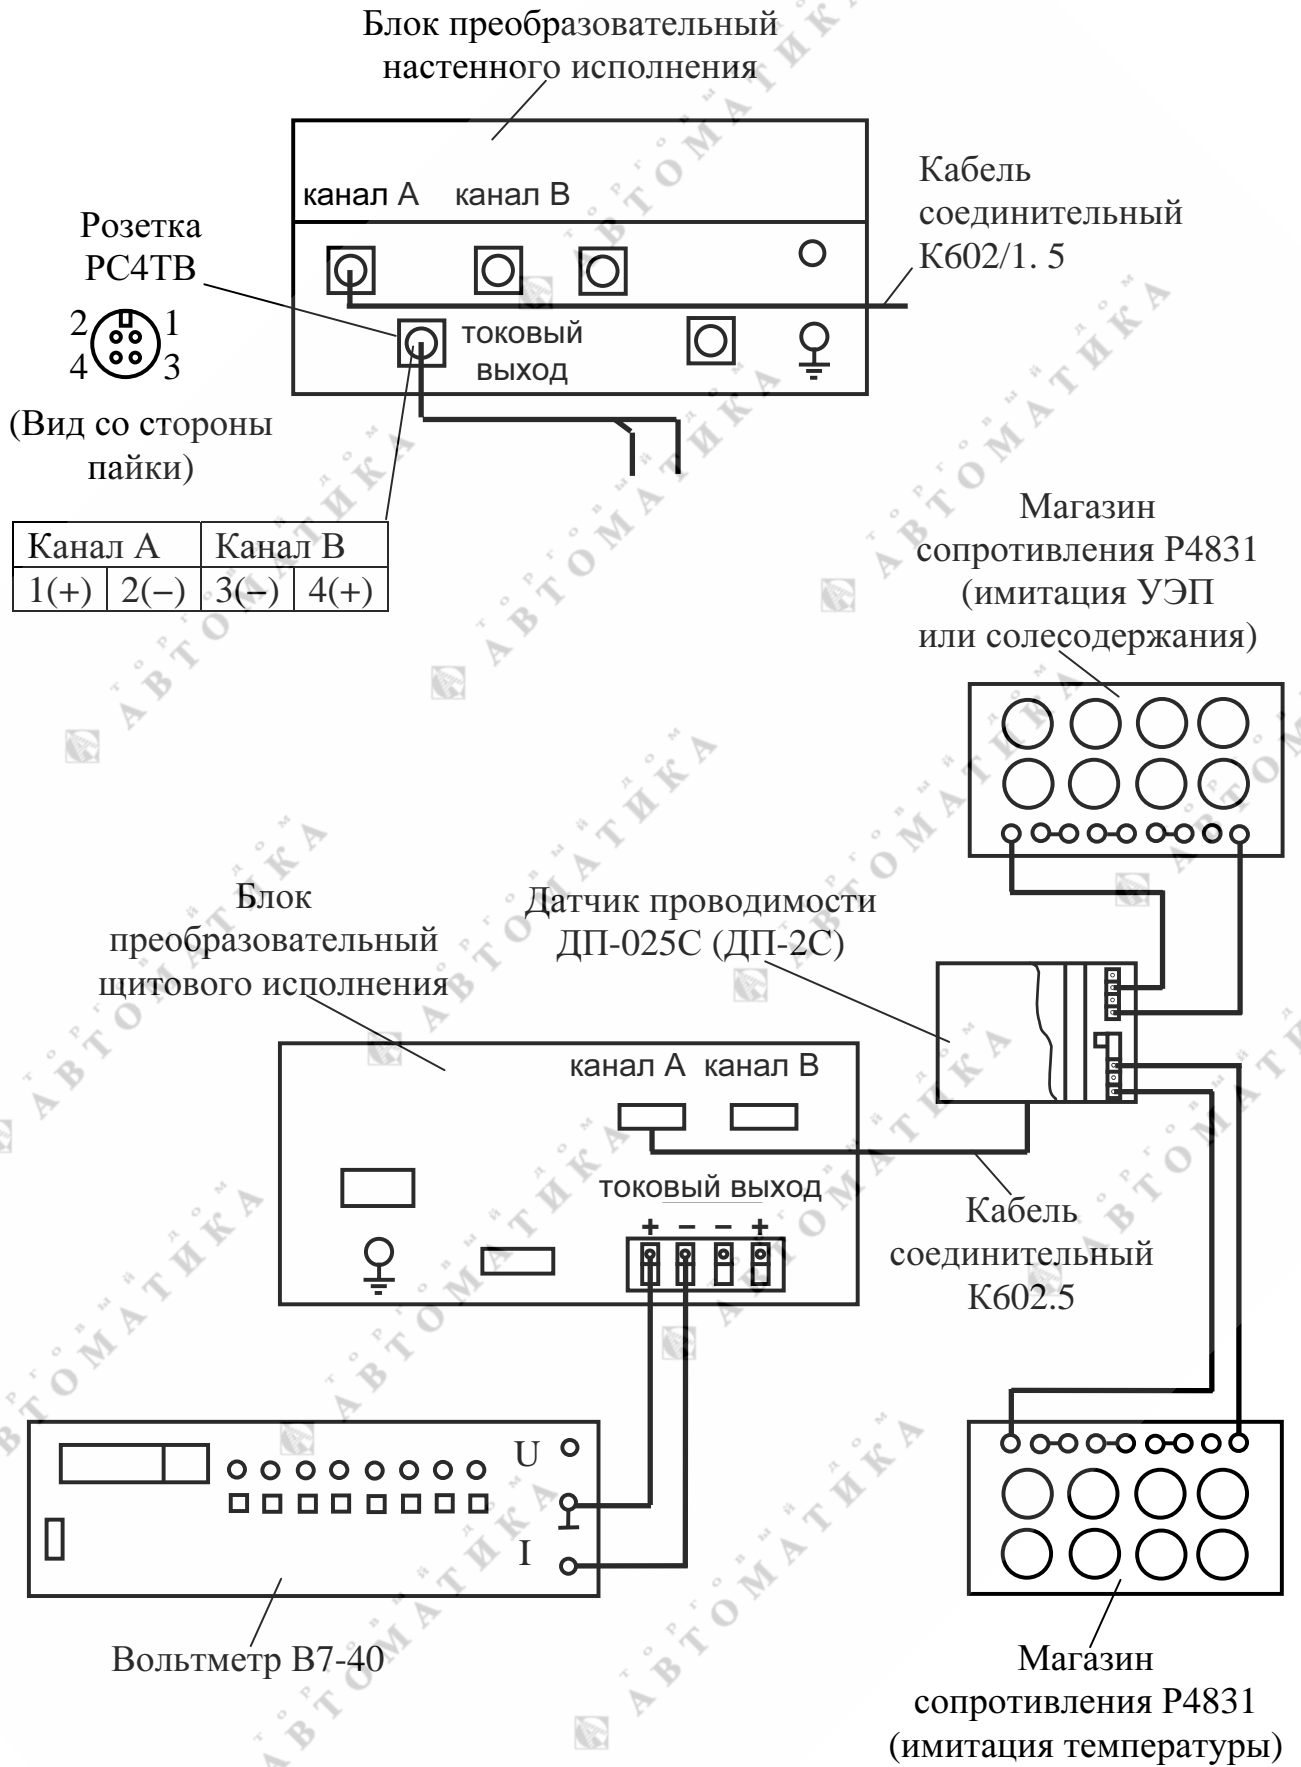 Блок преобразовательный
настенного исполнения
канал А канал В
Кабель
соединительный
К602/1. 5
Розетка
РС4ТВ
2 1
4 3
(Вид со стороны
пайки)
токовый
выход
Канал А Канал В
1(+) 2(–) 3(–) 4(+)
Магазин
сопротивления Р4831
(имитация УЭП
или солесодержания)
Блок
преобразовательный
щитового исполнения
Датчик проводимости
ДП-025С (ДП-2С)
канал А канал В
токовый выход
+ – – +
Кабель
соединительный
К602.5
U
I
Вольтметр В7-40
Магазин
сопротивления Р4831
(имитация температуры)
торговый дом
АВТОМАТИКА